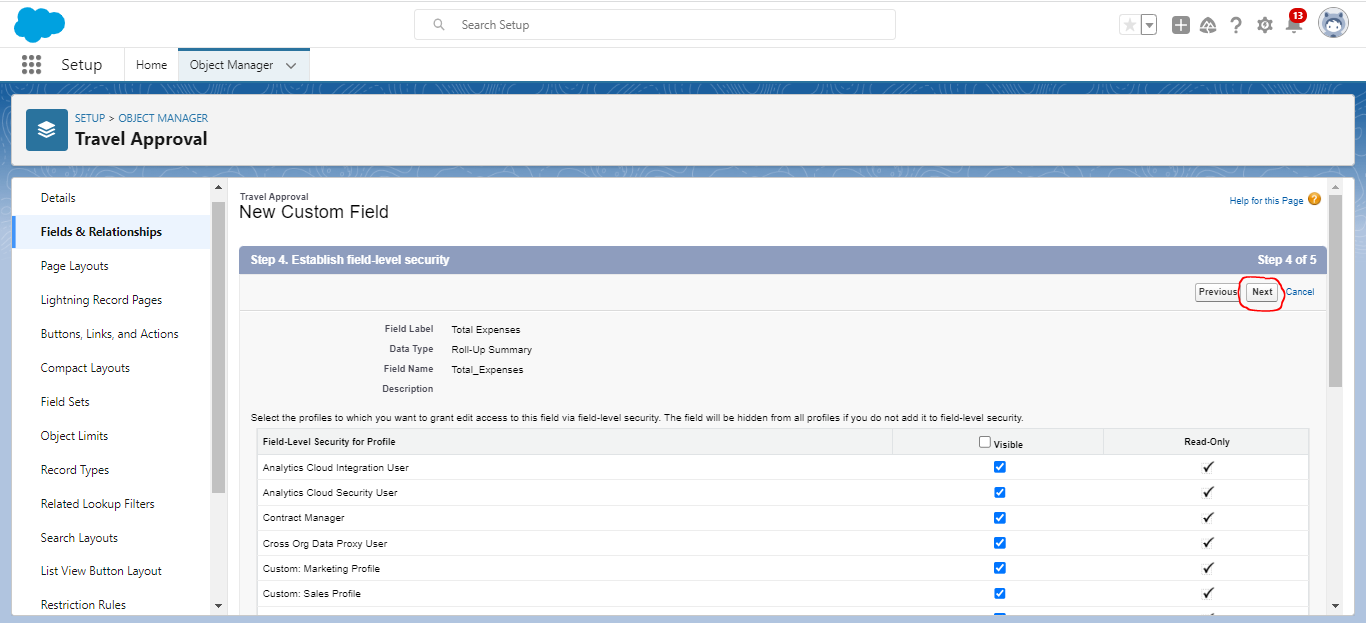 Search Setup
13
Setup
Home
Object Manager
SETUP > OBJECT MANAGER
Travel Approval
Details
Fields & Relationships
Page Layouts
Lightning Record Pages
Buttons, Links, and Actions
Compact Layouts
Field Sets
Object Limits
Record Types
Related Lookup Filters
Search Layouts
List View Button Layout
Restriction Rules
Travel Approval
New Custom Field
Help for this Page ?
Step 4. Establish field-level security Step 4 of 5
Previous Next Cancel
Field Label Total Expenses
Data Type Roll-Up Summary
Field Name Total_Expenses
Description
Select the profiles to which you want to grant edit access to this field via field-level security. The field will be hidden from all profiles if you do not add it to field-level security.
Field-Level Security for Profile Visible Read-Only
Analytics Cloud Integration User
Analytics Cloud Security User
Contract Manager
Cross Org Data Proxy User
Custom: Marketing Profile
Custom: Sales Profile